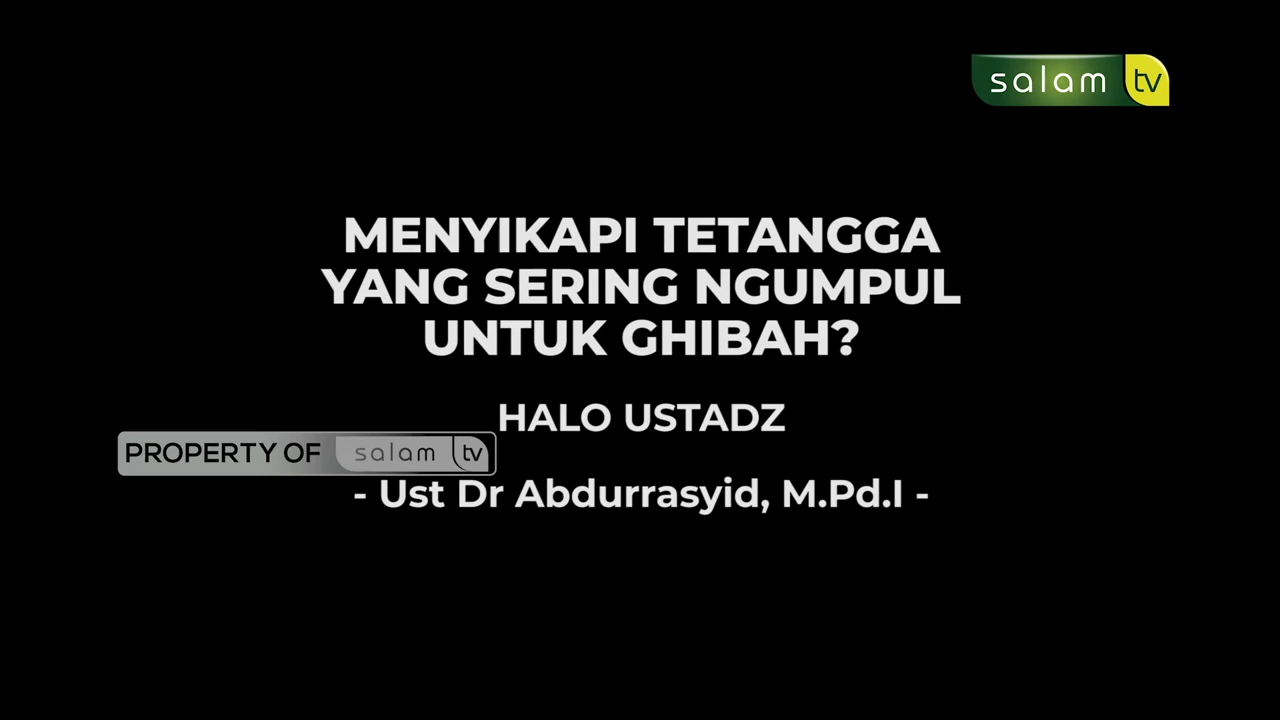 salam tv
MENYIKAPI TETANGGA
YANG SERING NGUMPUL
UNTUK GHIBAH?
HALO USTADZ
PROPERTY OF salam tv
- Ust Dr Abdurrasyid, M.Pd.I -